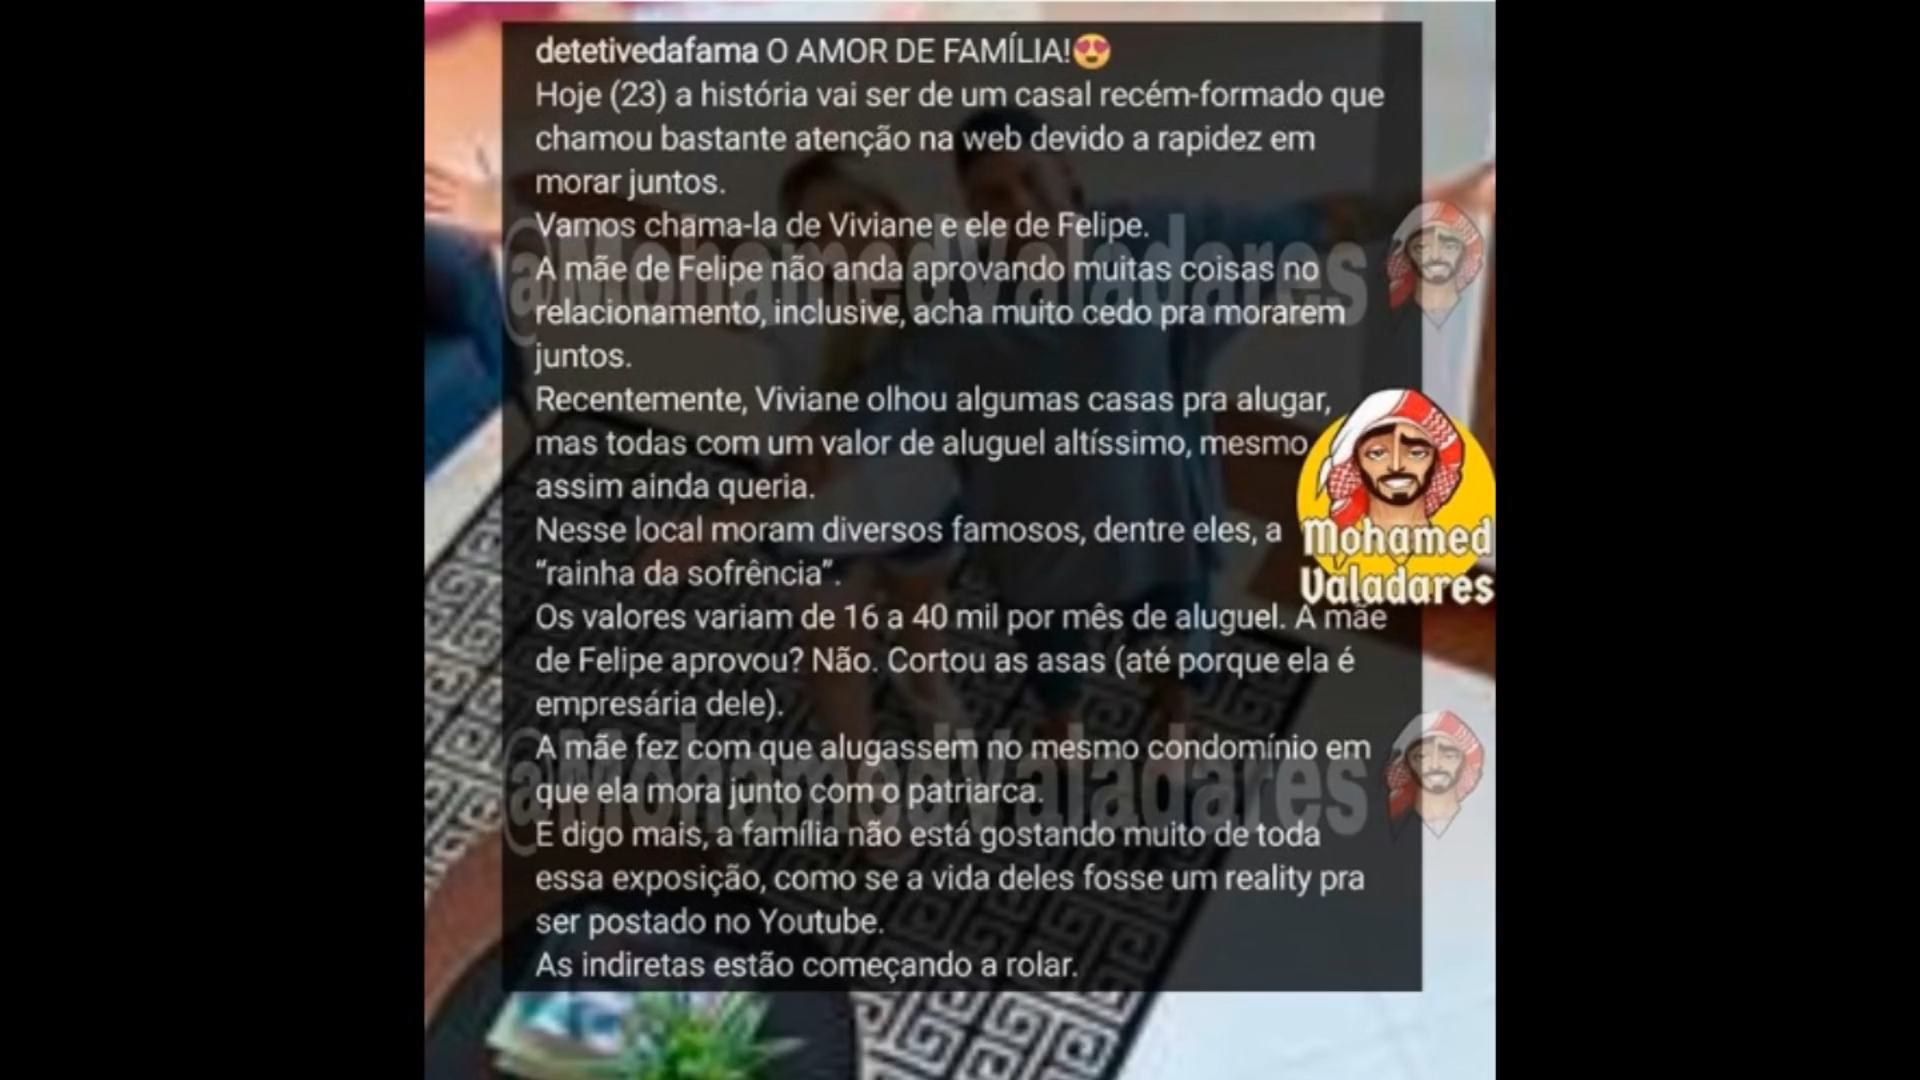 detetivedafama O AMOR DE FAMÍLIA!😍
Hoje (23) a história vai ser de um casal recém-formado que
chamou bastante atenção na web devido a rapidez em
morar juntos.
Vamos chama-la de Viviane e ele de Felipe.
A mãe de Felipe não anda aprovando muitas coisas no
relacionamento, inclusive, acha muito cedo pra morarem
juntos.
Recentemente, Viviane olhou algumas casas pra alugar,
mas todas com um valor de aluguel altíssimo, mesmo
assim ainda queria.
Nesse local moram diversos famosos, dentre eles, a
“rainha da sofrência”.
Os valores variam de 16 a 40 mil por mês de aluguel. A mãe
de Felipe aprovou? Não. Cortou as asas (até porque ela é
empresária dele).
A mãe fez com que alugassem no mesmo condomínio em
que ela mora junto com o patriarca.
E digo mais, a família não está gostando muito de toda
essa exposição, como se a vida deles fosse um reality pra
ser postado no Youtube.
As indiretas estão começando a rolar.
@MohamedValadares
Mohamed
Valadares
@MohamedValadares